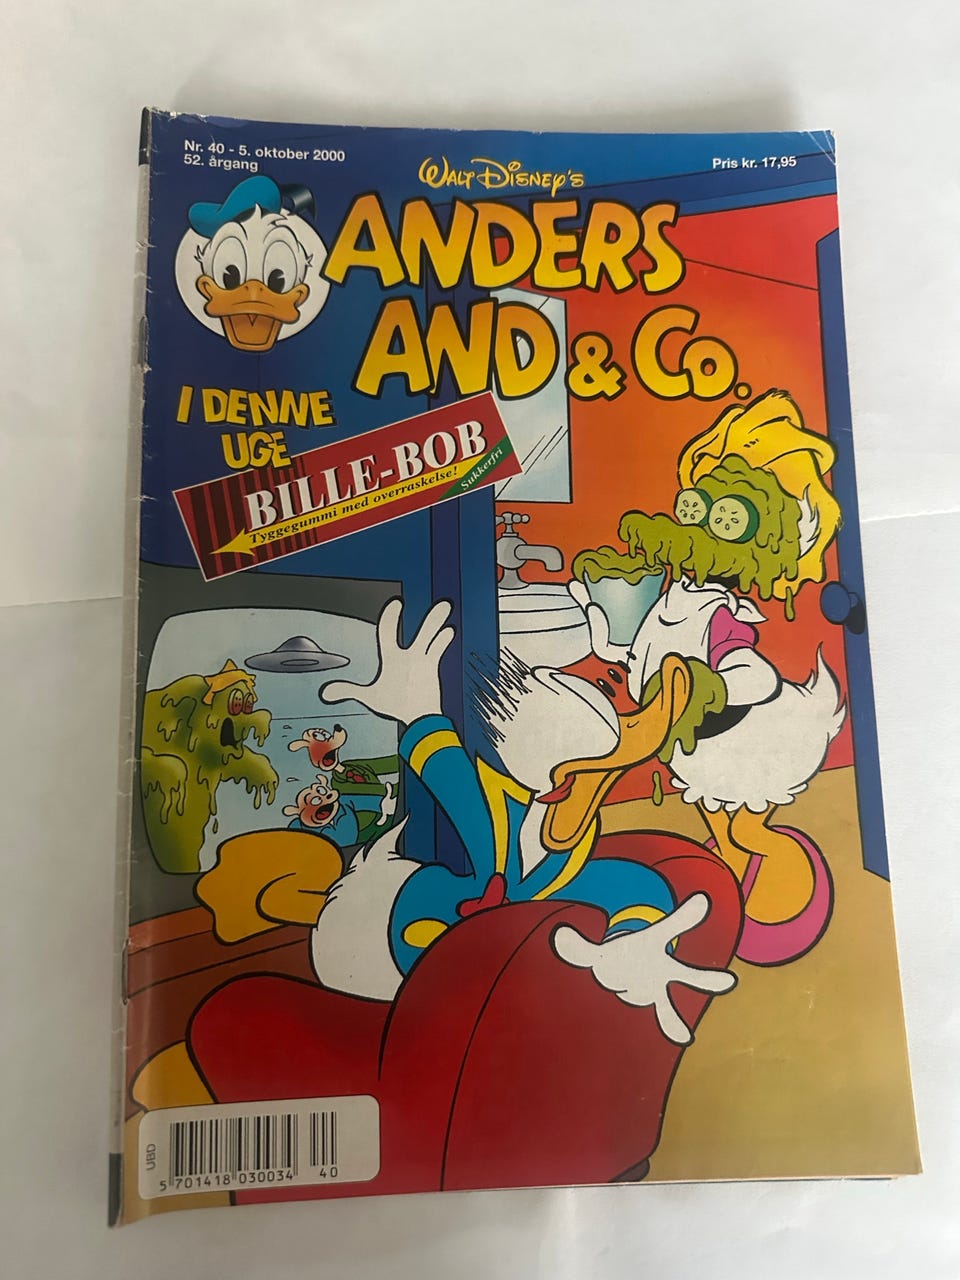 Nr. 40 - 5. oktober 2000
52. årgang
Pris kr. 17,95
WALT DISNEY'S
ANDERS
AND & Co.
I DENNE
UGE
BILLE-BOB
Tyggegummi med overraskelse!
Sukkerfri
UBD
5 701418 030034
40